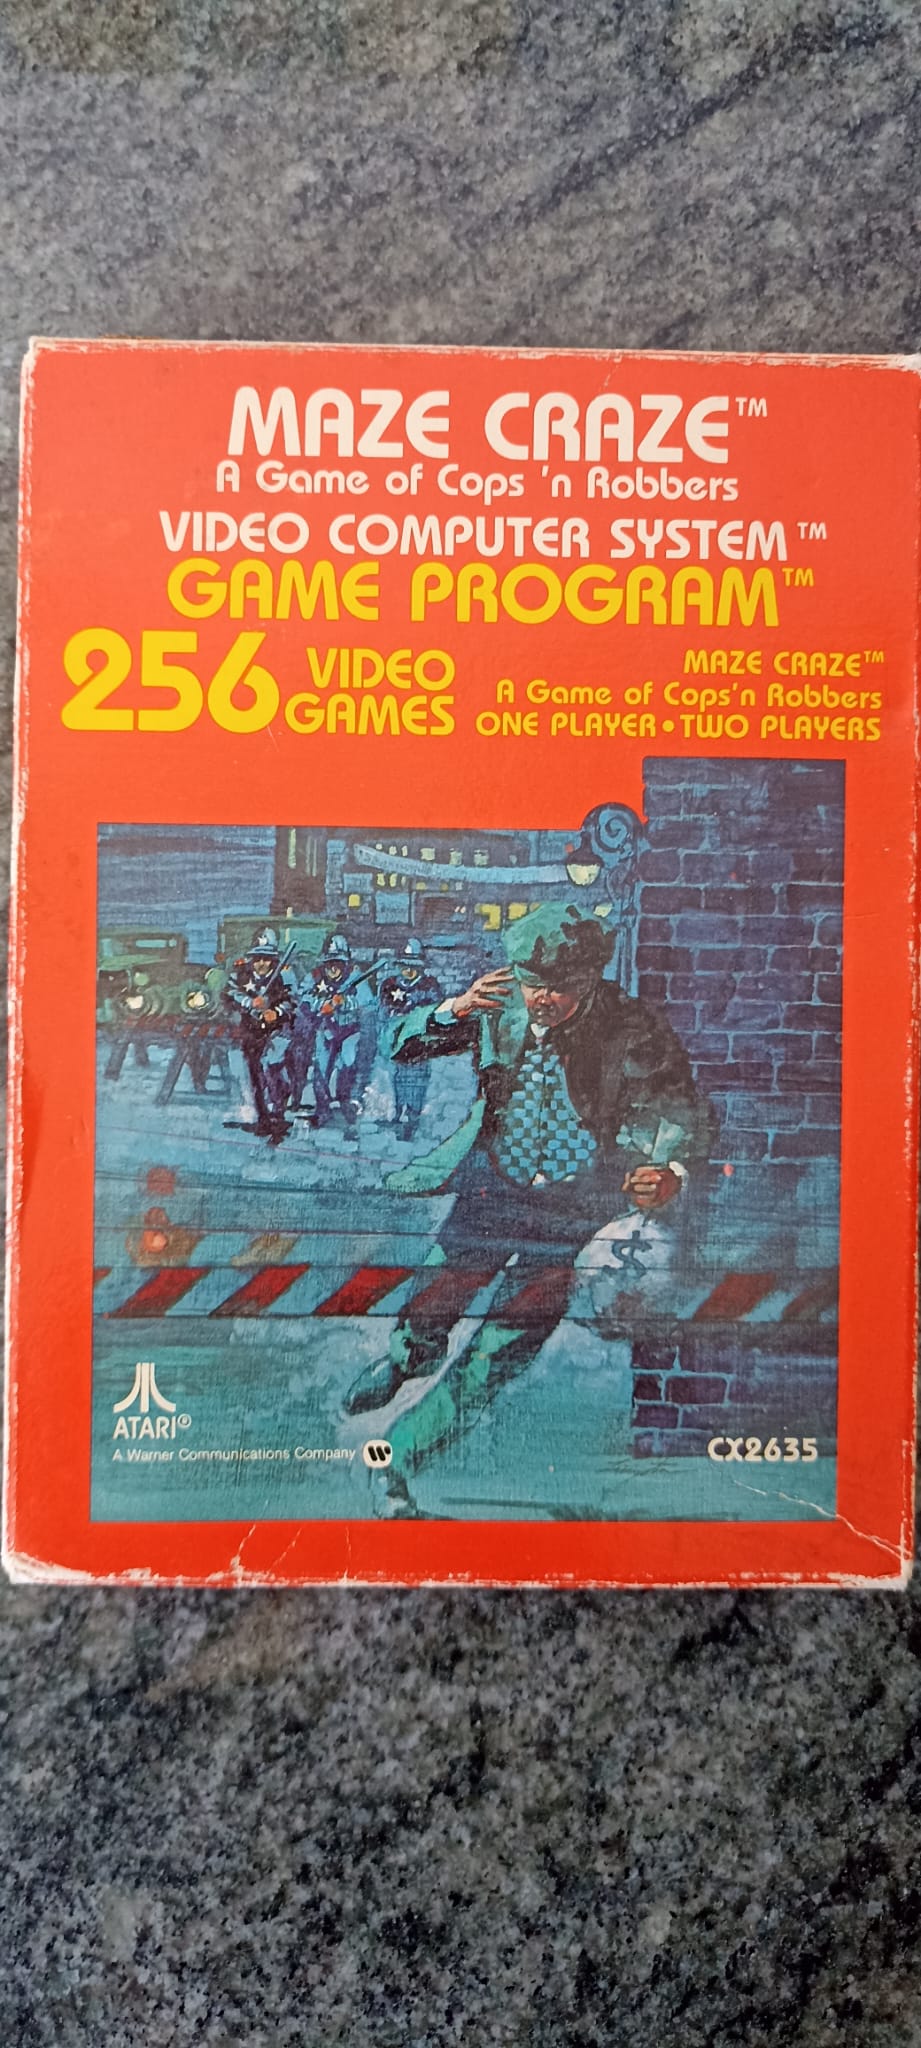 MAZE CRAZE™
A Game of Cops 'n Robbers
VIDEO COMPUTER SYSTEM™
GAME PROGRAM™
256 VIDEO GAMES
MAZE CRAZE™
A Game of Cops'n Robbers
ONE PLAYER • TWO PLAYERS
$
ATARI®
A Warner Communications Company
CX2635